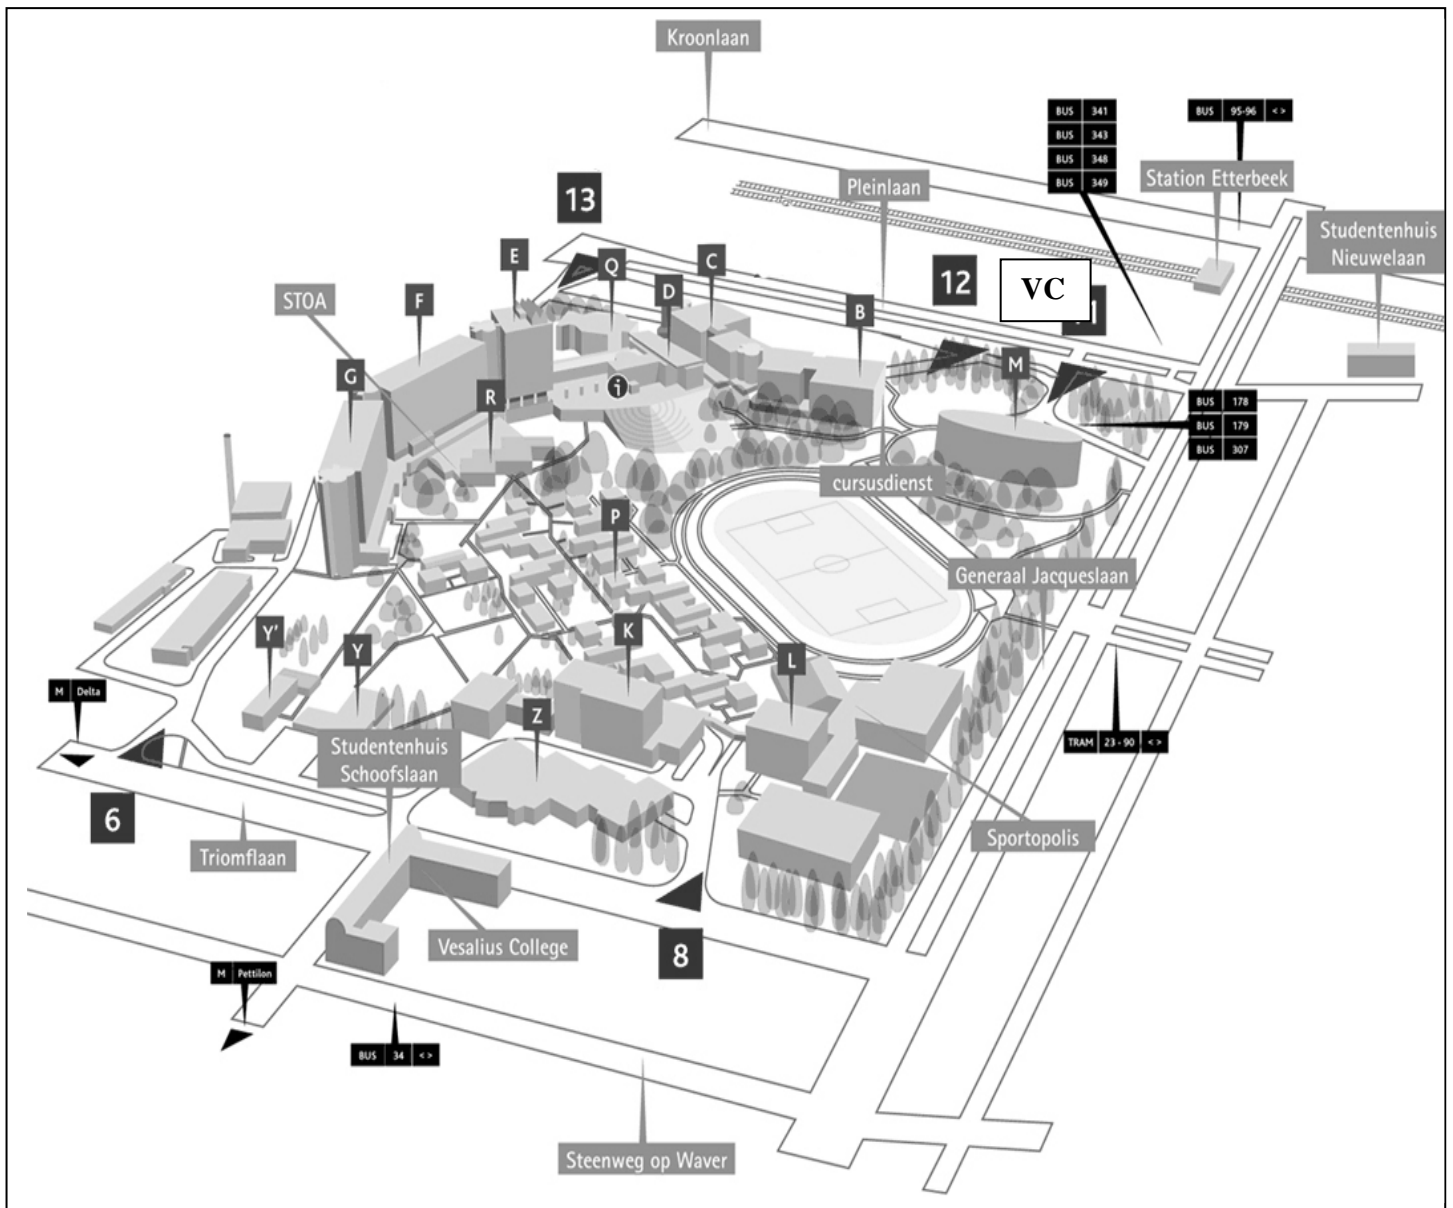 Kroonlaan
BUS 341
BUS 343
BUS 348
BUS 349
BUS 95-96 < >
Station Etterbeek
Pleinlaan
13
Studentenhuis
Nieuwelaan
E
Q
C
D
12
VC
11
STOA
F
B
M
G
R
i
BUS 178
BUS 179
BUS 307
cursusdienst
P
Generaal Jacqueslaan
Y'
Y
K
L
M Delta
Z
Studentenhuis
Schoofslaan
TRAM 23 - 90 < >
6
Triomflaan
Sportopolis
Vesalius College
8
M Pettilon
BUS 34 < >
Steenweg op Waver